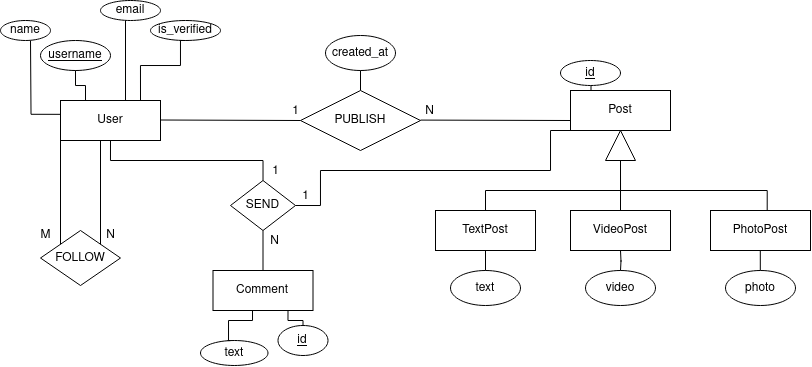 email
name
is_verified
username
created_at
id
User
1
PUBLISH
N
Post
1
SEND
1
M
N
FOLLOW
N
TextPost
VideoPost
PhotoPost
Comment
text
video
photo
text
id